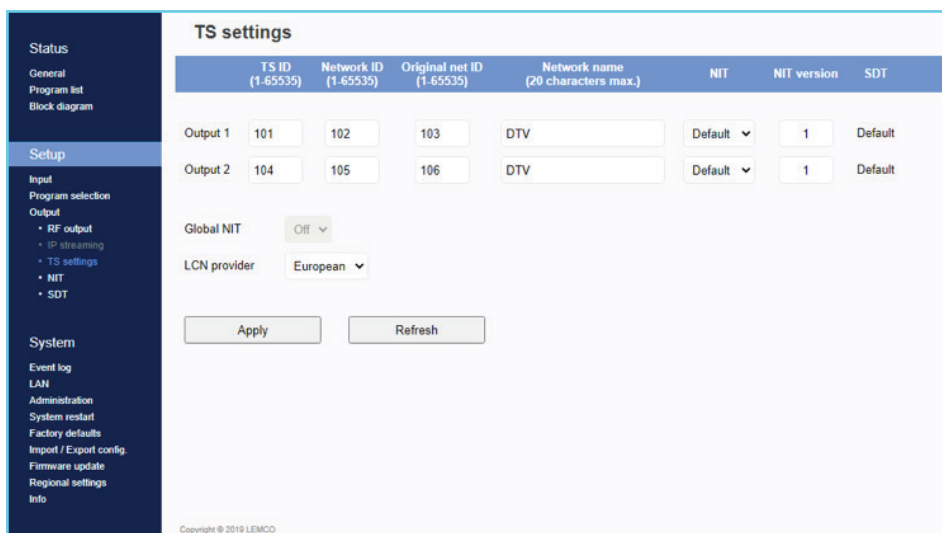 Status
General
Program list
Block diagram
Setup
Input
Program selection
Output
• RF output
• IP streaming
• TS settings
• NIT
• SDT
System
Event log
LAN
Administration
System restart
Factory defaults
Import / Export config.
Firmware update
Regional settings
Info
TS settings
TS ID (1-65535) Network ID (1-65535) Original net ID (1-65535) Network name (20 characters max.) NIT NIT version SDT
Output 1 101 102 103 DTV Default 1 Default
Output 2 104 105 106 DTV Default 1 Default
Global NIT Off
LCN provider European
Apply Refresh
Copyright © 2019 LEMCO